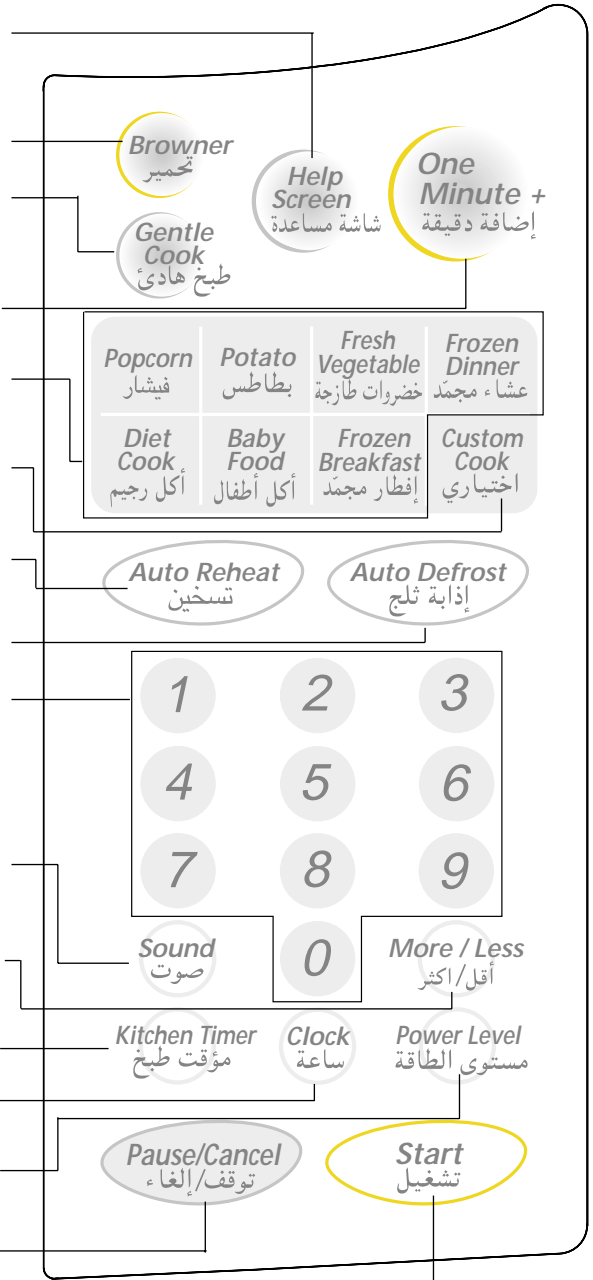 Browner
تحمير
Help
Screen
شاشة مساعدة
One
Minute +
إضافة دقيقة
Gentle
Cook
طبخ هادئ
Popcorn
فيشار
Potato
بطاطس
Fresh
Vegetable
خضروات طازجة
Frozen
Dinner
عشاء مجمّد
Diet
Cook
أكل رجيم
Baby
Food
أكل أطفال
Frozen
Breakfast
إفطار مجمّد
Custom
Cook
اختياري
Auto Reheat
تسخين
Auto Defrost
إذابة ثلج
1 2 3
4 5 6
7 8 9
Sound
صوت
0
More / Less
أقل/اكثر
Kitchen Timer
مؤقت طبخ
Clock
ساعة
Power Level
مستوى الطاقة
Pause/Cancel
توقف/إلغاء
Start
تشغيل